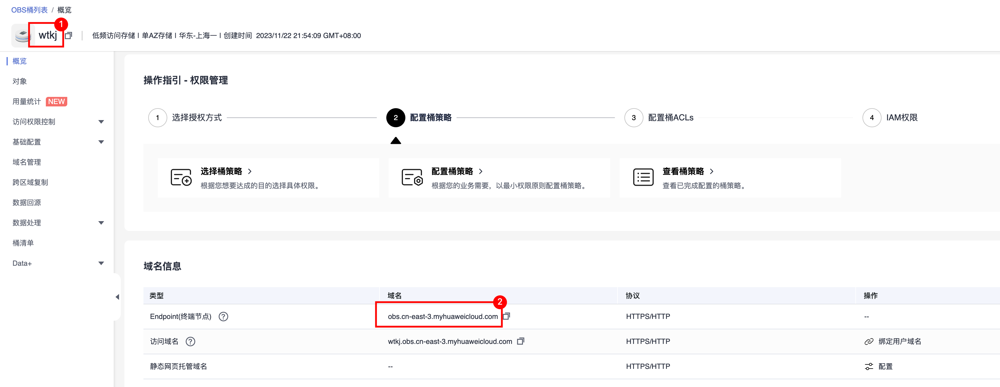 OBS桶列表 / 概览
1
wtkj
低频访问存储 | 单AZ存储 | 华东-上海一 | 创建时间 2023/11/22 21:54:09 GMT+08:00
概览
对象
用量统计 NEW
访问权限控制
基础配置
域名管理
跨区域复制
数据回源
数据处理
桶清单
Data+
操作指引 - 权限管理
1 选择授权方式
2 配置桶策略
3 配置桶ACLs
4 IAM权限
选择桶策略 >
根据您想要达成的目的选择具体权限。
配置桶策略 >
根据您的业务需要，以最小权限原则配置桶策略。
查看桶策略 >
查看已完成配置的桶策略。
域名信息
类型 域名 协议 操作
2
Endpoint(终端节点) ? obs.cn-east-3.myhuaweicloud.com HTTPS/HTTP --
访问域名 ? wtkj.obs.cn-east-3.myhuaweicloud.com HTTPS/HTTP 绑定用户域名
静态网页托管域名 -- HTTPS/HTTP 配置